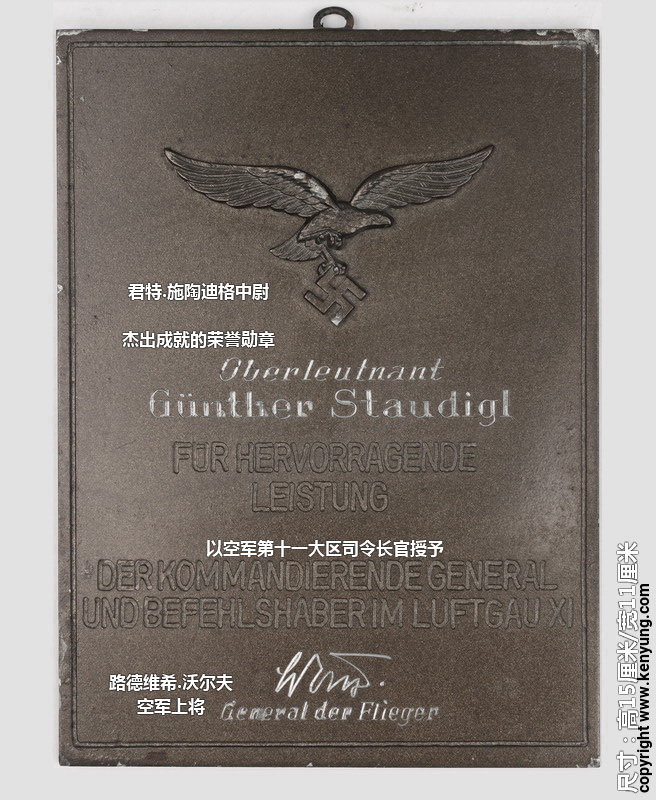 君特.施陶迪格中尉
杰出成就的荣誉勋章
Oberleutnant
Günther Staudigl
FÜR HERVORRAGENDE
LEISTUNG
以空军第十一大区司令长官授予
DER KOMMANDIERENDE GENERAL
UND BEFEHLSHABER IM LUFTGAU XI
路德维希.沃尔夫
空军上将
General der Flieger
尺寸：高15厘米/宽11厘米
copyright www.kenyung.com